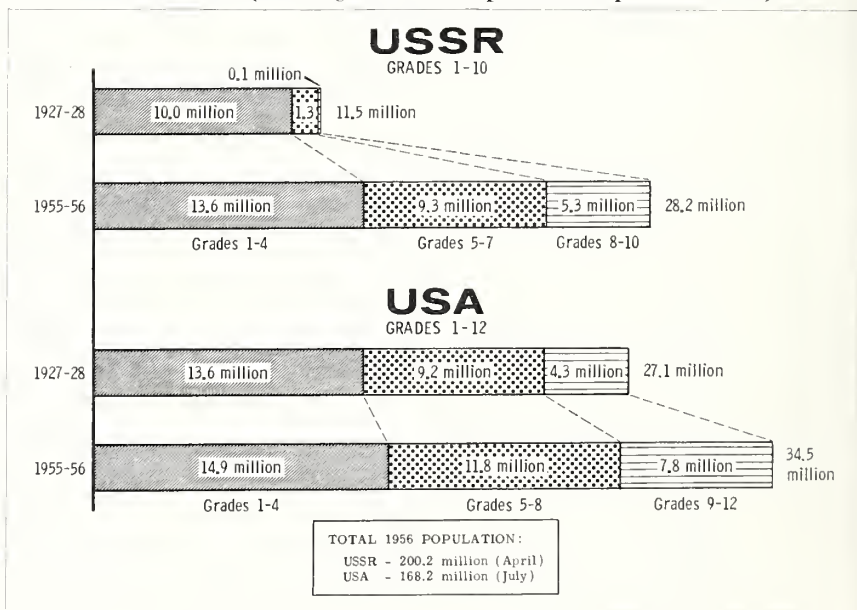 USSR
GRADES 1-10
0.1 million
1927-28 10.0 million 1.3 11.5 million
1955-56 13.6 million 9.3 million 5.3 million 28.2 million
Grades 1-4 Grades 5-7 Grades 8-10
USA
GRADES 1-12
1927-28 13.6 million 9.2 million 4.3 million 27.1 million
1955-56 14.9 million 11.8 million 7.8 million 34.5 million
Grades 1-4 Grades 5-8 Grades 9-12
TOTAL 1956 POPULATION:
USSR - 200.2 million (April)
USA - 168.2 million (July)